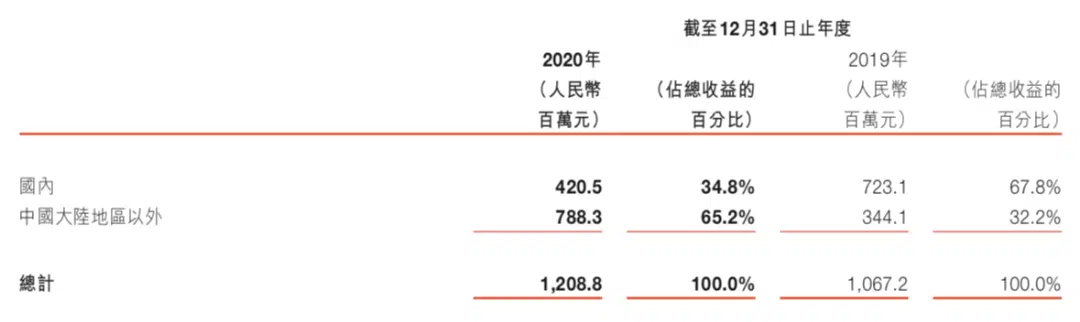 截至12月31日止年度
2020年 2019年
（人民幣 （佔總收益的 （人民幣 （佔總收益的
百萬元） 百分比） 百萬元） 百分比）
國內 420.5 34.8% 723.1 67.8%
中國大陸地區以外 788.3 65.2% 344.1 32.2%
總計 1,208.8 100.0% 1,067.2 100.0%